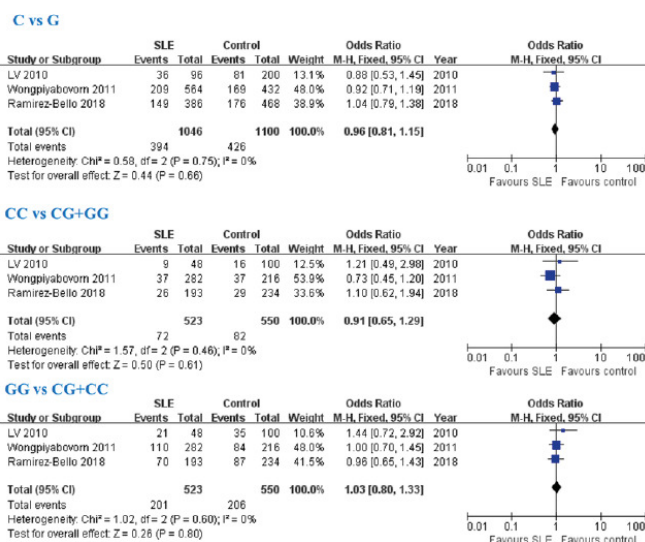 C vs G
SLE Control Odds Ratio Odds Ratio
Study or Subgroup Events Total Events Total Weight M-H, Fixed, 95% CI Year M-H, Fixed, 95% CI
LV 2010 36 96 81 200 13.1% 0.88 [0.53, 1.45] 2010
Wongpiyabovorn 2011 209 564 169 432 48.0% 0.92 [0.71, 1.19] 2011
Ramirez-Bello 2018 149 386 176 468 38.9% 1.04 [0.79, 1.38] 2018
Total (95% CI) 1046 1100 100.0% 0.96 [0.81, 1.15]
Total events 394 426
Heterogeneity: Chi² = 0.58, df = 2 (P = 0.75); I² = 0%
Test for overall effect: Z = 0.44 (P = 0.66)
0.01 0.1 1 10 100
Favours SLE Favours control
CC vs CG+GG
SLE Control Odds Ratio Odds Ratio
Study or Subgroup Events Total Events Total Weight M-H, Fixed, 95% CI Year M-H, Fixed, 95% CI
LV 2010 9 48 16 100 12.5% 1.21 [0.49, 2.98] 2010
Wongpiyabovorn 2011 37 282 37 216 53.9% 0.73 [0.45, 1.20] 2011
Ramirez-Bello 2018 26 193 29 234 33.6% 1.10 [0.62, 1.94] 2018
Total (95% CI) 523 550 100.0% 0.91 [0.65, 1.29]
Total events 72 82
Heterogeneity: Chi² = 1.57, df = 2 (P = 0.46); I² = 0%
Test for overall effect: Z = 0.50 (P = 0.61)
0.01 0.1 1 10 100
Favours SLE Favours control
GG vs CG+CC
SLE Control Odds Ratio Odds Ratio
Study or Subgroup Events Total Events Total Weight M-H, Fixed, 95% CI Year M-H, Fixed, 95% CI
LV 2010 21 48 35 100 10.6% 1.44 [0.72, 2.92] 2010
Wongpiyabovorn 2011 110 282 84 216 48.0% 1.00 [0.70, 1.45] 2011
Ramirez-Bello 2018 70 193 87 234 41.5% 0.96 [0.65, 1.43] 2018
Total (95% CI) 523 550 100.0% 1.03 [0.80, 1.33]
Total events 201 206
Heterogeneity: Chi² = 1.02, df = 2 (P = 0.60); I² = 0%
Test for overall effect: Z = 0.26 (P = 0.80)
0.01 0.1 1 10 100
Favours SLE Favours control